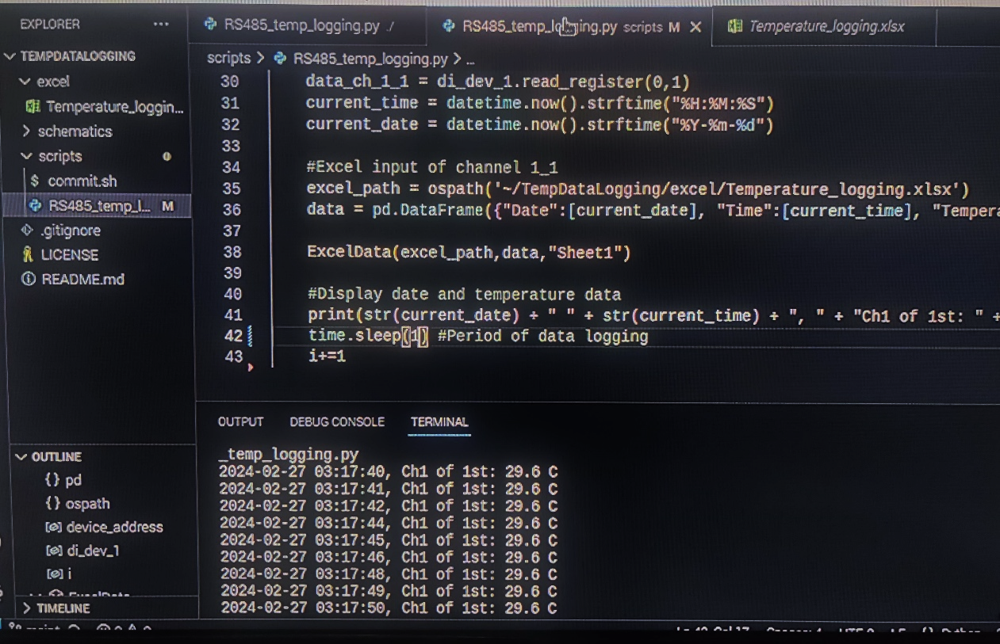 EXPLORER ...
TEMPDATALOGGING
excel
Temperature_loggin...
schematics
scripts
$ commit.sh
RS485_temp_l... M
.gitignore
LICENSE
README.md
OUTLINE
{} pd
{} ospath
device_address
di_dev_1
i
TIMELINE
RS485_temp_logging.py ./
RS485_temp_logging.py scripts M
Temperature_logging.xlsx
scripts > RS485_temp_logging.py > ...
30 data_ch_1_1 = di_dev_1.read_register(0,1)
31 current_time = datetime.now().strftime("%H:%M:%S")
32 current_date = datetime.now().strftime("%Y-%m-%d")
33
34 #Excel input of channel 1_1
35 excel_path = ospath('~/TempDataLogging/excel/Temperature_logging.xlsx')
36 data = pd.DataFrame({"Date":[current_date], "Time":[current_time], "Tempera
37
38 ExcelData(excel_path,data,"Sheet1")
39
40 #Display date and temperature data
41 print(str(current_date) + " " + str(current_time) + ", " + "Ch1 of 1st: " +
42 time.sleep(1) #Period of data logging
43 i+=1
OUTPUT DEBUG CONSOLE TERMINAL
_temp_logging.py
2024-02-27 03:17:40, Ch1 of 1st: 29.6 C
2024-02-27 03:17:41, Ch1 of 1st: 29.6 C
2024-02-27 03:17:42, Ch1 of 1st: 29.6 C
2024-02-27 03:17:44, Ch1 of 1st: 29.6 C
2024-02-27 03:17:45, Ch1 of 1st: 29.6 C
2024-02-27 03:17:46, Ch1 of 1st: 29.6 C
2024-02-27 03:17:48, Ch1 of 1st: 29.6 C
2024-02-27 03:17:49, Ch1 of 1st: 29.6 C
2024-02-27 03:17:50, Ch1 of 1st: 29.6 C